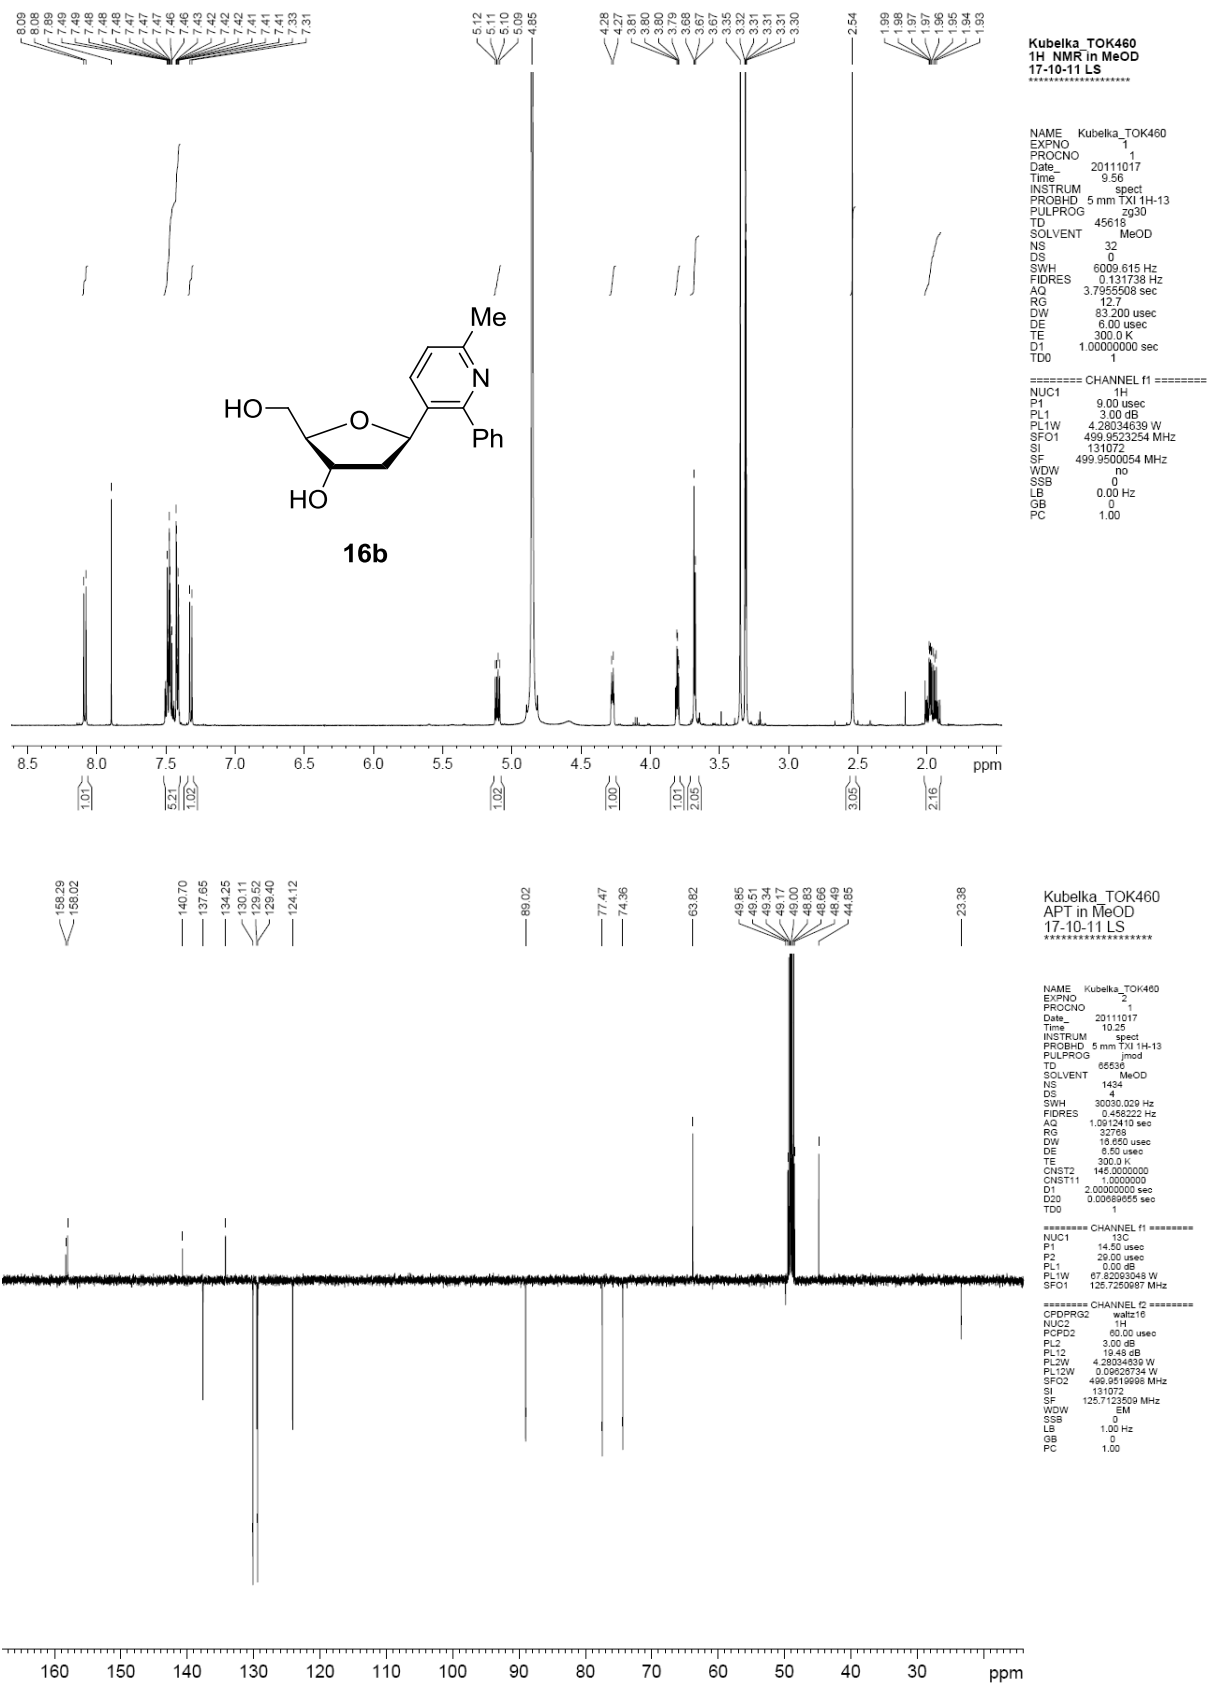 8.09
8.08
7.89
7.49
7.49
7.48
7.48
7.48
7.47
7.47
7.47
7.46
7.46
7.43
7.42
7.42
7.42
7.41
7.41
7.41
7.33
7.31
5.12
5.11
5.10
5.09
4.85
4.28
4.27
3.81
3.80
3.80
3.79
3.68
3.67
3.67
3.35
3.32
3.31
3.31
3.31
3.30
2.54
1.99
1.98
1.97
1.97
1.96
1.95
1.94
1.93
Kubelka_TOK460
1H NMR in MeOD
17-10-11 LS
********************
NAME Kubelka_TOK460
EXPNO 1
PROCNO 1
Date_ 20111017
Time 9.56
INSTRUM spect
PROBHD 5 mm TXI 1H-13
PULPROG zg30
TD 45618
SOLVENT MeOD
NS 32
DS 0
SWH 6009.615 Hz
FIDRES 0.131738 Hz
AQ 3.7955508 sec
RG 12.7
DW 83.200 usec
DE 6.00 usec
TE 300.0 K
D1 1.00000000 sec
TD0 1
======== CHANNEL f1 ========
NUC1 1H
P1 9.00 usec
PL1 3.00 dB
PL1W 4.28034639 W
SFO1 499.9523254 MHz
SI 131072
SF 499.9500054 MHz
WDW no
SSB 0
LB 0.00 Hz
GB 0
PC 1.00
Me
N
HO
O
Ph
HO
16b
8.5 8.0 7.5 7.0 6.5 6.0 5.5 5.0 4.5 4.0 3.5 3.0 2.5 2.0 ppm
1.01
5.21
1.02
1.02
1.00
1.01
2.05
3.05
2.16
158.29
158.02
140.70
137.65
134.25
130.11
129.52
129.40
124.12
89.02
77.47
74.36
63.82
49.85
49.51
49.34
49.17
49.00
48.83
48.66
48.49
44.85
23.38
Kubelka_TOK460
APT in MeOD
17-10-11 LS
*******************
NAME Kubelka_TOK460
EXPNO 2
PROCNO 1
Date_ 20111017
Time 10.25
INSTRUM spect
PROBHD 5 mm TXI 1H-13
PULPROG jmod
TD 65536
SOLVENT MeOD
NS 1434
DS 4
SWH 30030.029 Hz
FIDRES 0.458222 Hz
AQ 1.0912410 sec
RG 32768
DW 16.650 usec
DE 6.50 usec
TE 300.0 K
CNST2 145.0000000
CNST11 1.0000000
D1 2.00000000 sec
D20 0.00689655 sec
TD0 1
======== CHANNEL f1 ========
NUC1 13C
P1 14.50 usec
P2 29.00 usec
PL1 0.00 dB
PL1W 67.82093048 W
SFO1 125.7250987 MHz
======== CHANNEL f2 ========
CPDPRG2 waltz16
NUC2 1H
PCPD2 60.00 usec
PL2 3.00 dB
PL12 19.48 dB
PL2W 4.28034639 W
PL12W 0.09626734 W
SFO2 499.9519998 MHz
SI 131072
SF 125.7123509 MHz
WDW EM
SSB 0
LB 1.00 Hz
GB 0
PC 1.00
160 150 140 130 120 110 100 90 80 70 60 50 40 30 ppm